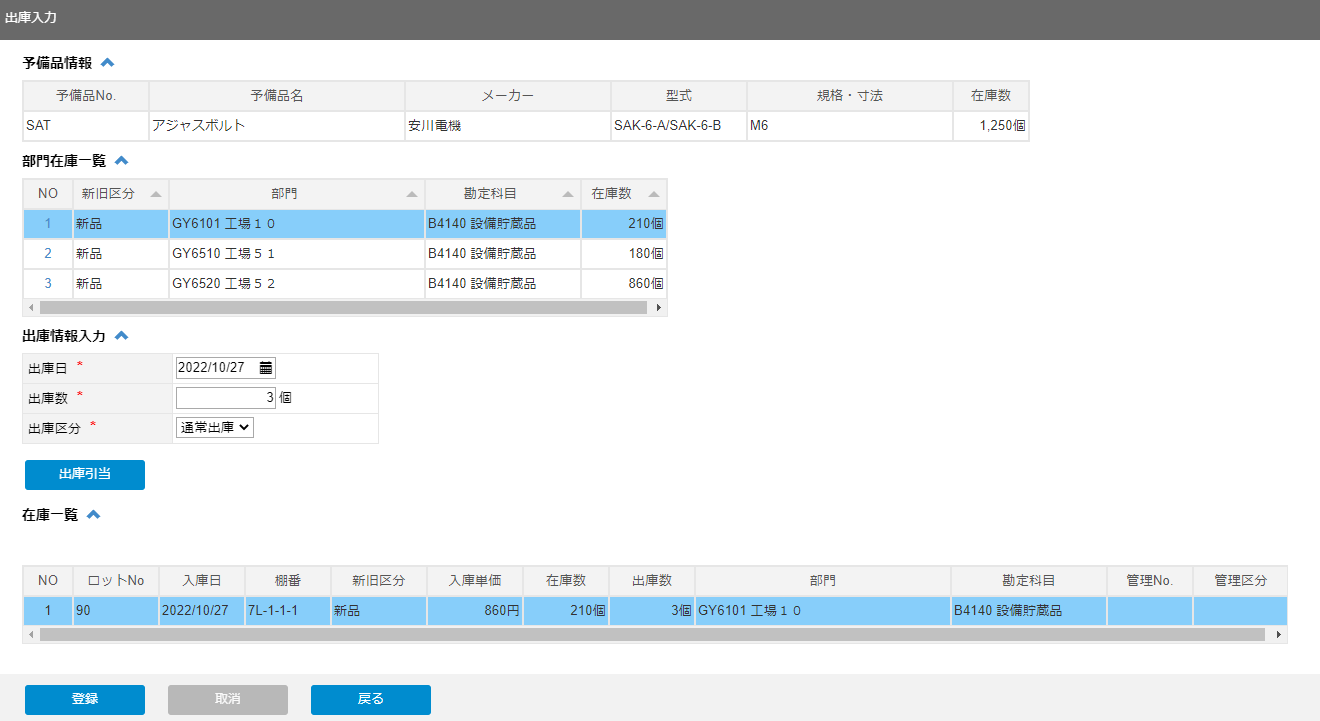 出庫入力
予備品情報
予備品No. 予備品名 メーカー 型式 規格・寸法 在庫数
SAT アジャスボルト 安川電機 SAK-6-A/SAK-6-B M6 1,250個
部門在庫一覧
NO 新旧区分 部門 勘定科目 在庫数
1 新品 GY6101 工場１０ B4140 設備貯蔵品 210個
2 新品 GY6510 工場５１ B4140 設備貯蔵品 180個
3 新品 GY6520 工場５２ B4140 設備貯蔵品 860個
出庫情報入力
出庫日 * 2022/10/27
出庫数 * 3 個
出庫区分 * 通常出庫
出庫引当
在庫一覧
NO ロットNo 入庫日 棚番 新旧区分 入庫単価 在庫数 出庫数 部門 勘定科目 管理No. 管理区分
1 90 2022/10/27 7L-1-1-1 新品 860円 210個 3個 GY6101 工場１０ B4140 設備貯蔵品
登録 取消 戻る